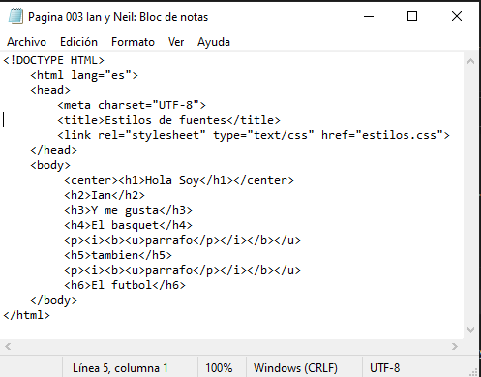 Pagina 003 Ian y Neil: Bloc de notas
Archivo Edición Formato Ver Ayuda
<!DOCTYPE HTML>
<html lang="es">
<head>
<meta charset="UTF-8">
<title>Estilos de fuentes</title>
<link rel="stylesheet" type="text/css" href="estilos.css">
</head>
<body>
<center><h1>Hola Soy</h1></center>
<h2>Ian</h2>
<h3>Y me gusta</h3>
<h4>El basquet</h4>
<p><i><b><u>parrafo</p></i></b></u>
<h5>tambien</h5>
<p><i><b><u>parrafo</p></i></b></u>
<h6>El futbol</h6>
</body>
</html>
Línea 5, columna 1 100% Windows (CRLF) UTF-8